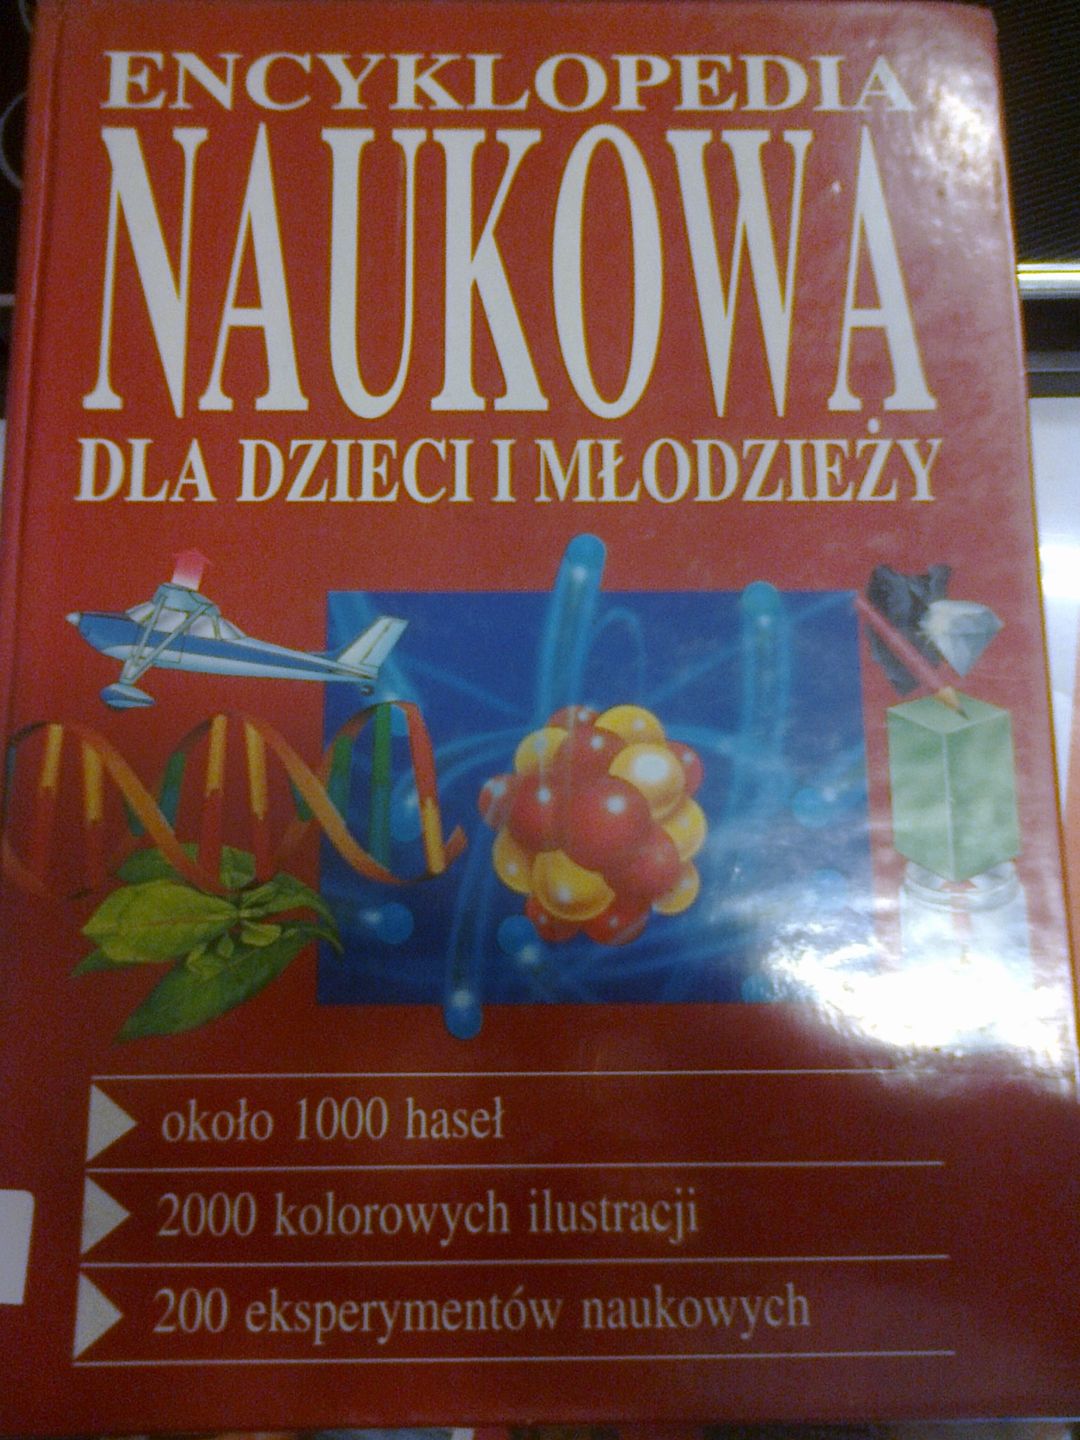 ENCYKLOPEDIA
NAUKOWA
DLA DZIECI I MŁODZIEŻY
około 1000 haseł
2000 kolorowych ilustracji
200 eksperymentów naukowych